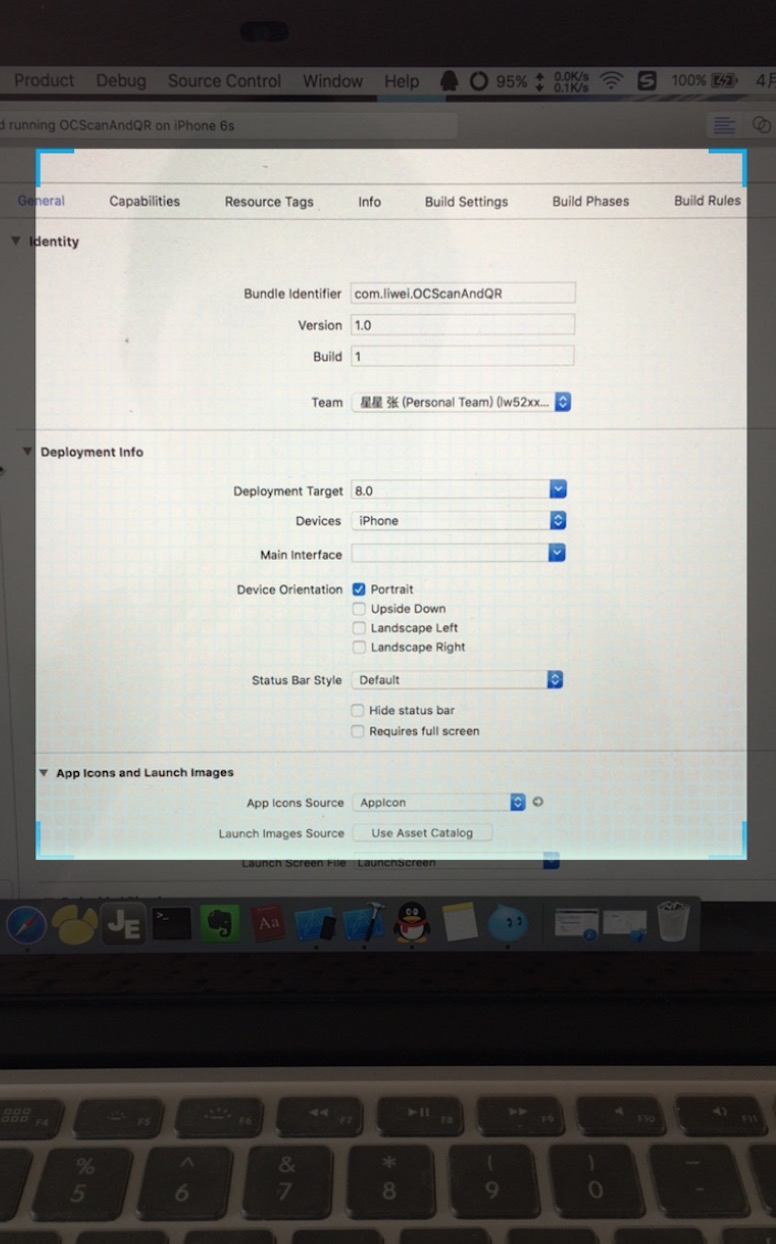 Product Debug Source Control Window Help 95% 0.0K/s 0.1K/s 100% 4月
d running OCScanAndQR on iPhone 6s
General Capabilities Resource Tags Info Build Settings Build Phases Build Rules
Identity
Bundle Identifier com.liwei.OCScanAndQR
Version 1.0
Build 1
Team 星星 张 (Personal Team) (lw52xx...
Deployment Info
Deployment Target 8.0
Devices iPhone
Main Interface
Device Orientation Portrait
Upside Down
Landscape Left
Landscape Right
Status Bar Style Default
Hide status bar
Requires full screen
App Icons and Launch Images
App Icons Source AppIcon
Launch Images Source Use Asset Catalog
Launch Screen File LaunchScreen
JE Aa
F4 F5 F6 F7 F8 F9 F10 F11
% ^ & * ( ) —
5 6 7 8 9 0 -